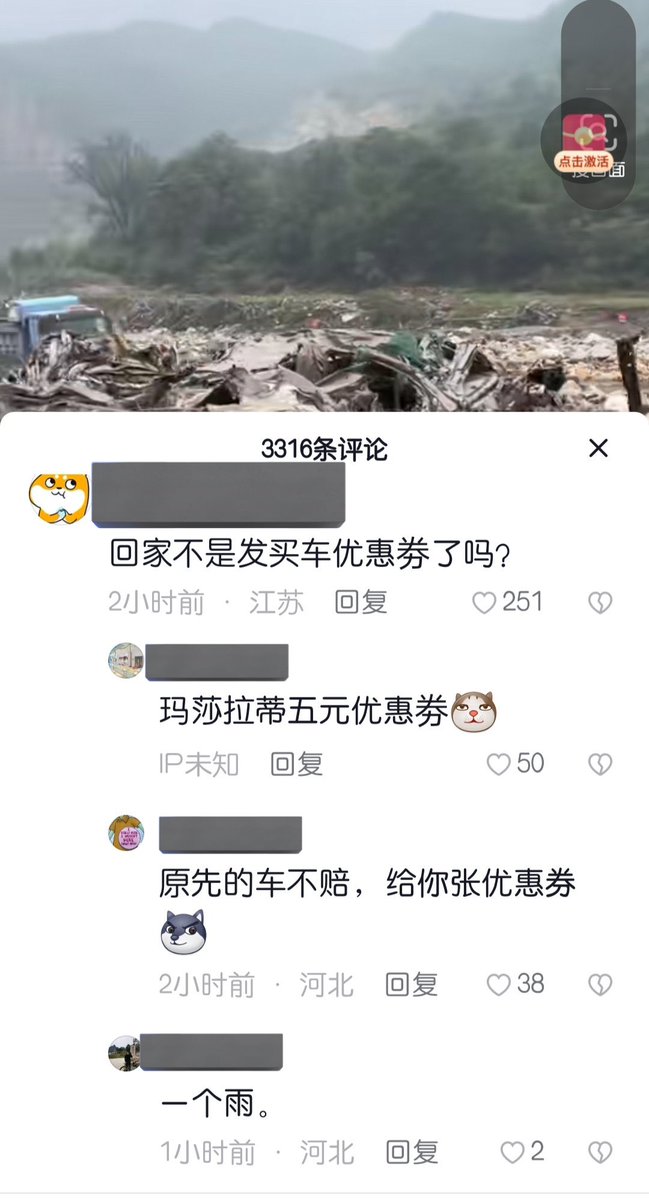 点击激活
面
3316条评论
回家不是发买车优惠券了吗?
2小时前 · 江苏 回复 251
玛莎拉蒂五元优惠券
IP未知 回复 50
原先的车不赔，给你张优惠券
2小时前 · 河北 回复 38
一个雨。
1小时前 · 河北 回复 2